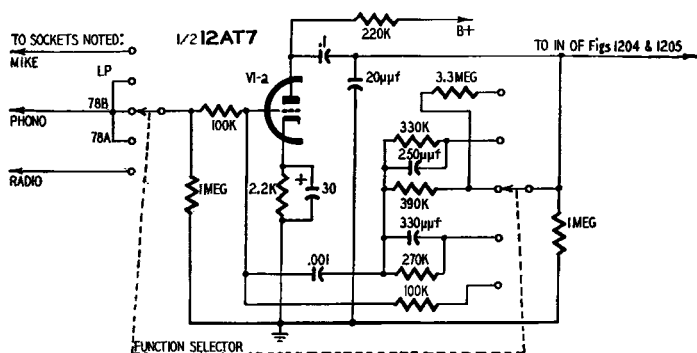 TO SOCKETS NOTED:
MIKE
LP
78B
PHONO
78A
RADIO
1/2 12AT7
V1-a
100K
1MEG
2.2K
+
30
220K
B+
.1
20µµf
TO IN OF Figs 1204 & 1205
3.3MEG
330K
250µµf
390K
330µµf
270K
100K
.001
1MEG
FUNCTION SELECTOR